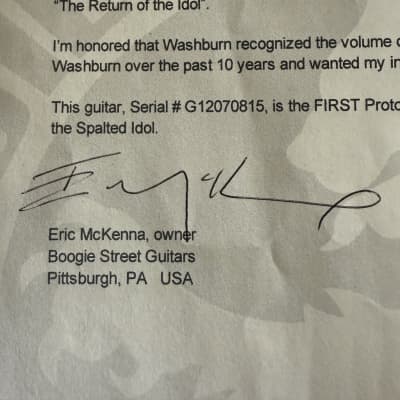 "The Return of the Idol".
I'm honored that Washburn recognized the volume
Washburn over the past 10 years and wanted my in
This guitar, Serial # G12070815, is the FIRST Proto
the Spalted Idol.
Eric McKenna, owner
Boogie Street Guitars
Pittsburgh, PA USA